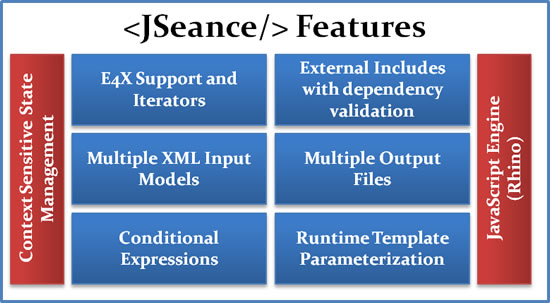 <JSeance/> Features
Context Sensitive State
Management
E4X Support and
Iterators
External Includes
with dependency
validation
Multiple XML Input
Models
Multiple Output
Files
Conditional
Expressions
Runtime Template
Parameterization
JavaScript Engine
(Rhino)